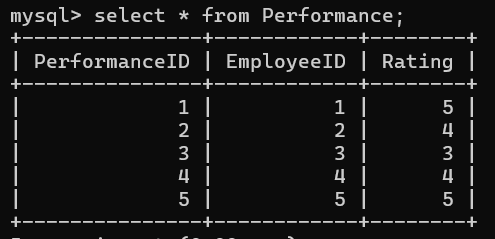 mysql> select * from Performance;
+---------------+------------+--------+
| PerformanceID | EmployeeID | Rating |
+---------------+------------+--------+
|             1 |          1 |      5 |
|             2 |          2 |      4 |
|             3 |          3 |      3 |
|             4 |          4 |      4 |
|             5 |          5 |      5 |
+---------------+------------+--------+